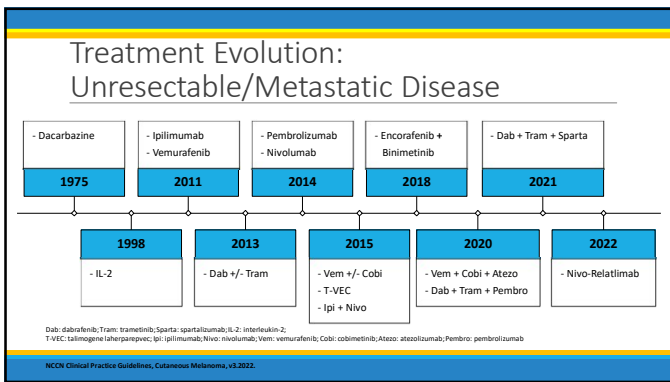 Treatment Evolution:
Unresectable/Metastatic Disease
- Dacarbazine
1975
- Ipilimumab
- Vemurafenib
2011
- Pembrolizumab
- Nivolumab
2014
- Encorafenib +
Binimetinib
2018
- Dab + Tram + Sparta
2021
1998
- IL-2
2013
- Dab +/- Tram
2015
- Vem +/- Cobi
- T-VEC
- Ipi + Nivo
2020
- Vem + Cobi + Atezo
- Dab + Tram + Pembro
2022
- Nivo-Relatlimab
Dab: dabrafenib; Tram: trametinib; Sparta: spartalizumab; IL-2: interleukin-2;
T-VEC: talimogene laherparepvec; Ipi: ipilimumab; Nivo: nivolumab; Vem: vemurafenib; Cobi: cobimetinib; Atezo: atezolizumab; Pembro: pembrolizumab
NCCN Clinical Practice Guidelines, Cutaneous Melanoma, v3.2022.